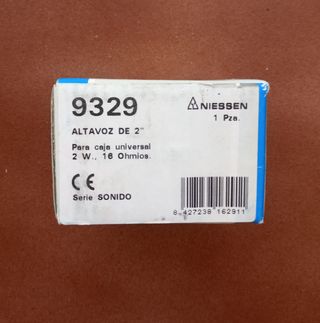 9329
NIESSEN
1 Pza.
ALTAVOZ DE 2"
Para caja universal
2 W., 16 Ohmios.
CE
Serie SONIDO
8 427238 162911